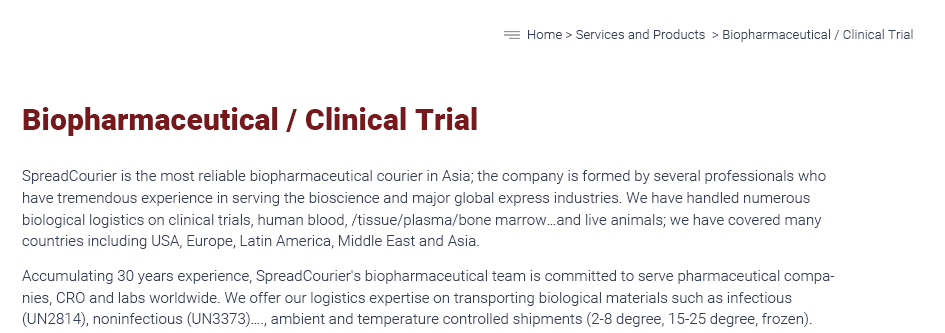 Home > Services and Products > Biopharmaceutical / Clinical Trial
Biopharmaceutical / Clinical Trial
SpreadCourier is the most reliable biopharmaceutical courier in Asia; the company is formed by several professionals who
have tremendous experience in serving the bioscience and major global express industries. We have handled numerous
biological logistics on clinical trials, human blood, /tissue/plasma/bone marrow...and live animals; we have covered many
countries including USA, Europe, Latin America, Middle East and Asia.
Accumulating 30 years experience, SpreadCourier's biopharmaceutical team is committed to serve pharmaceutical compa-
nies, CRO and labs worldwide. We offer our logistics expertise on transporting biological materials such as infectious
(UN2814), noninfectious (UN3373)...., ambient and temperature controlled shipments (2-8 degree, 15-25 degree, frozen).